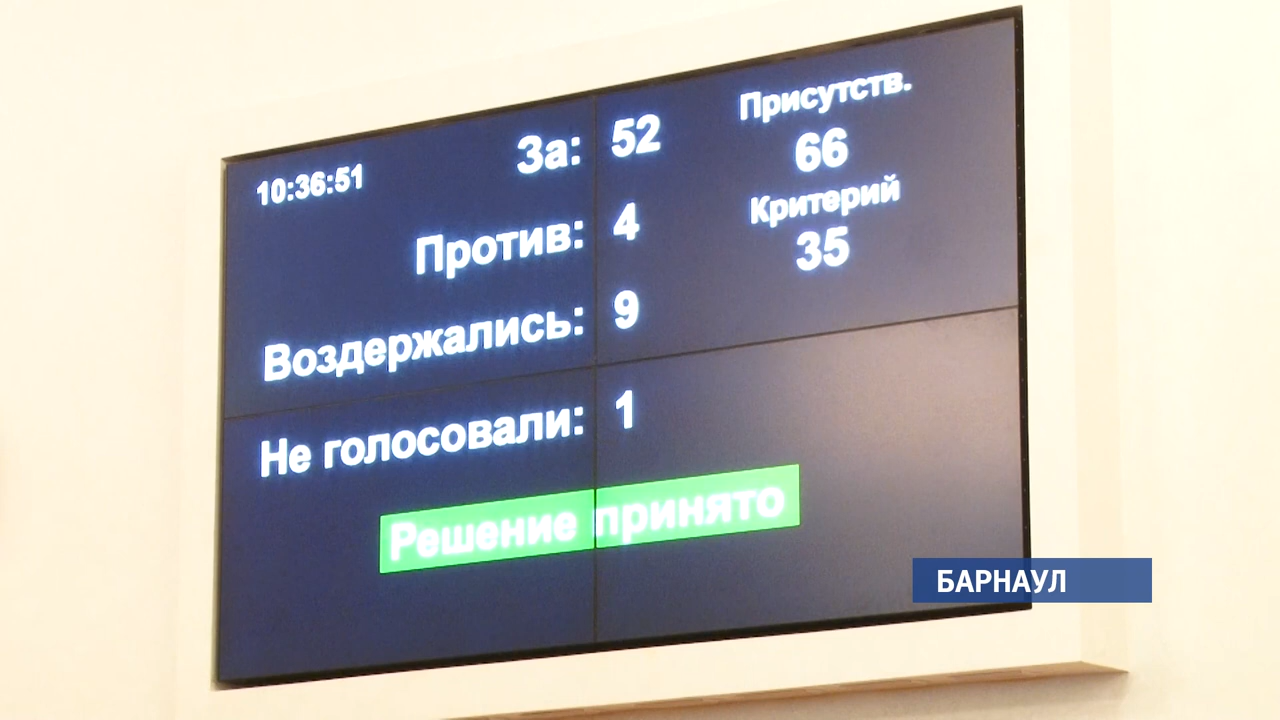 10:36:51
За: 52
Против: 4
Воздержались: 9
Не голосовали: 1
Присутств.
66
Критерий
35
Решение принято
БАРНАУЛ